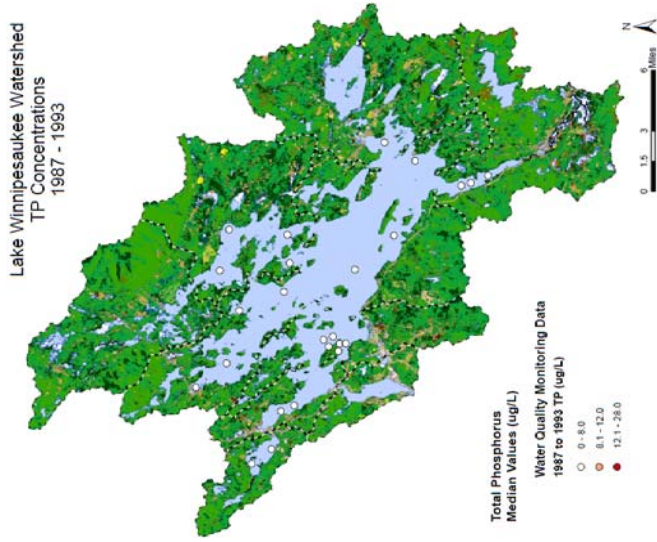 Lake Winnipesaukee Watershed
TP Concentrations
1987 - 1993
Total Phosphorus
Median Values (ug/L)
Water Quality Monitoring Data
1987 to 1993 TP (ug/L)
0 - 8.0
8.1 - 12.0
12.1 - 28.0
N
0 1.5 3 6
Miles